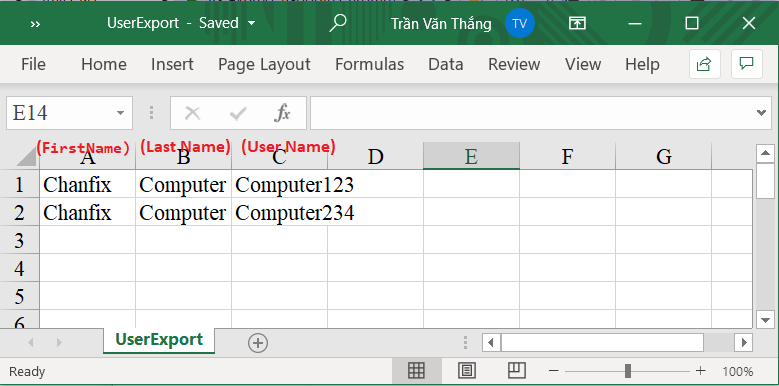 ›› UserExport - Saved Trần Văn Thắng TV
File Home Insert Page Layout Formulas Data Review View Help
E14 fx
(FirstName) (Last Name) (User Name)
A B C D E F G
1 Chanfix Computer Computer123
2 Chanfix Computer Computer234
3
4
5
6
UserExport
Ready 100%